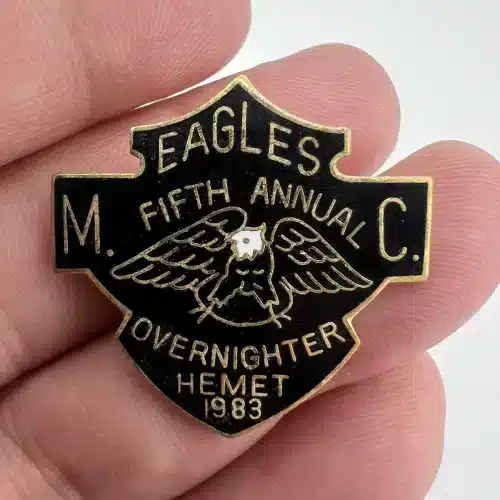 EAGLES
FIFTH ANNUAL
M. C.
OVERNIGHTER
HEMET
1983